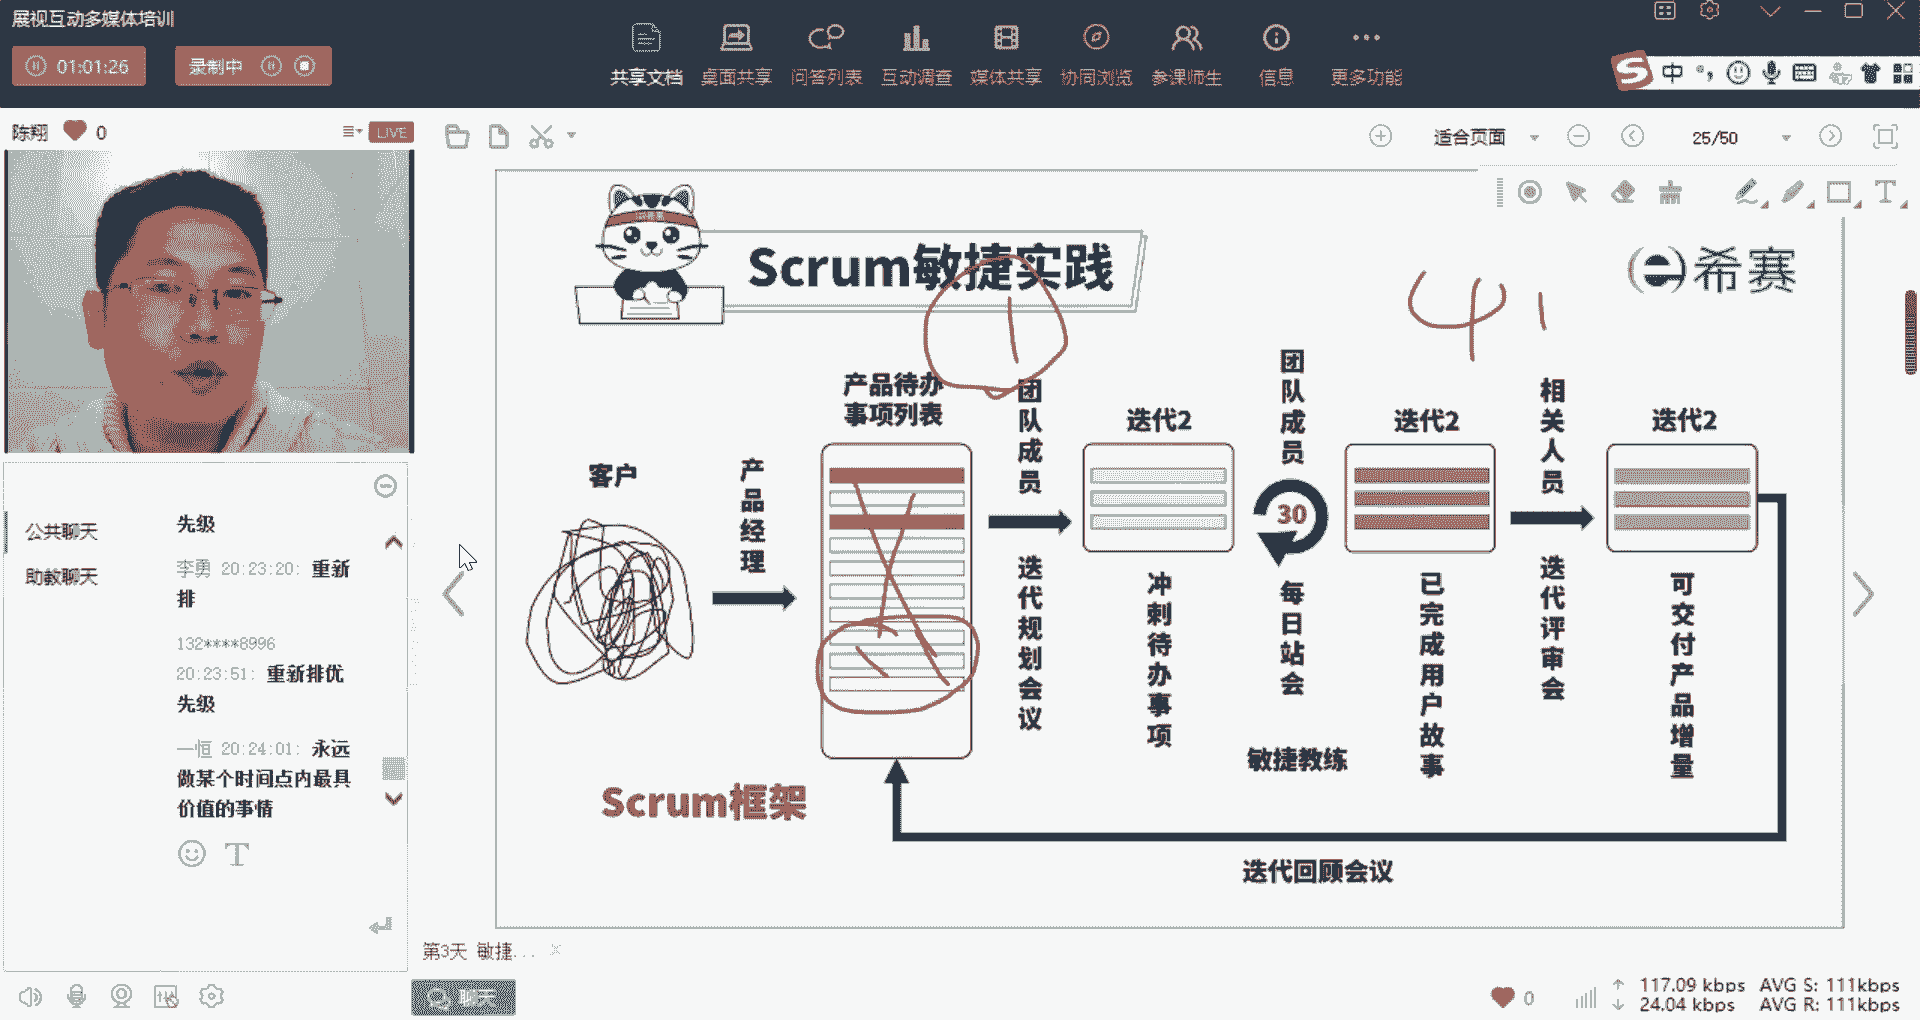 展视互动多媒体培训
01:01:26
录制中
共享文档
桌面共享
问答列表
互动调查
媒体共享
协同浏览
参课师生
信息
更多功能
中
陈翔 0
LIVE
适合页面
25/50
公共聊天
助教聊天
先级
李勇 20:23:20: 重新
排
132****8996
20:23:51: 重新排优
先级
一恒 20:24:01: 永远
做某个时间点内最具
价值的事情
Scrum敏捷实践
希赛
1
41
客户
产品经理
产品待办
事项列表
团队成员
迭代规划会议
迭代2
冲刺待办事项
团队成员
30
每日站会
敏捷教练
迭代2
已完成用户故事
相关人员
迭代评审会
迭代2
可交付产品增量
Scrum框架
迭代回顾会议
第3天 敏捷...
聊天
0
117.09 kbps AVG S: 111kbps
24.04 kbps AVG R: 111kbps